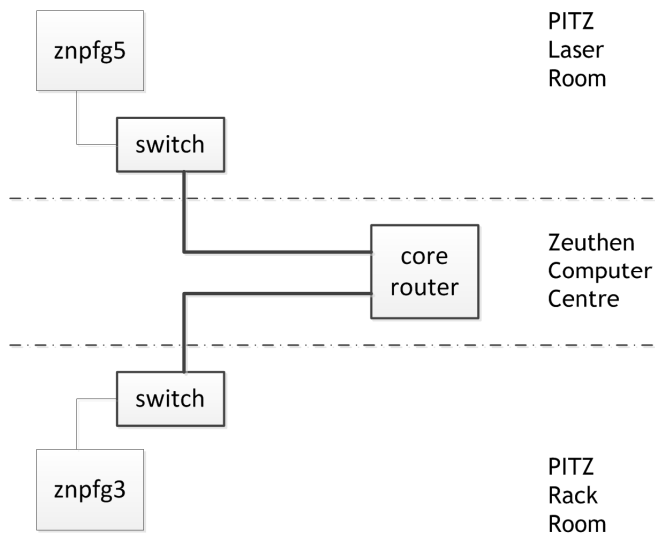 znpfg5
PITZ
Laser
Room
switch
core
router
Zeuthen
Computer
Centre
switch
znpfg3
PITZ
Rack
Room